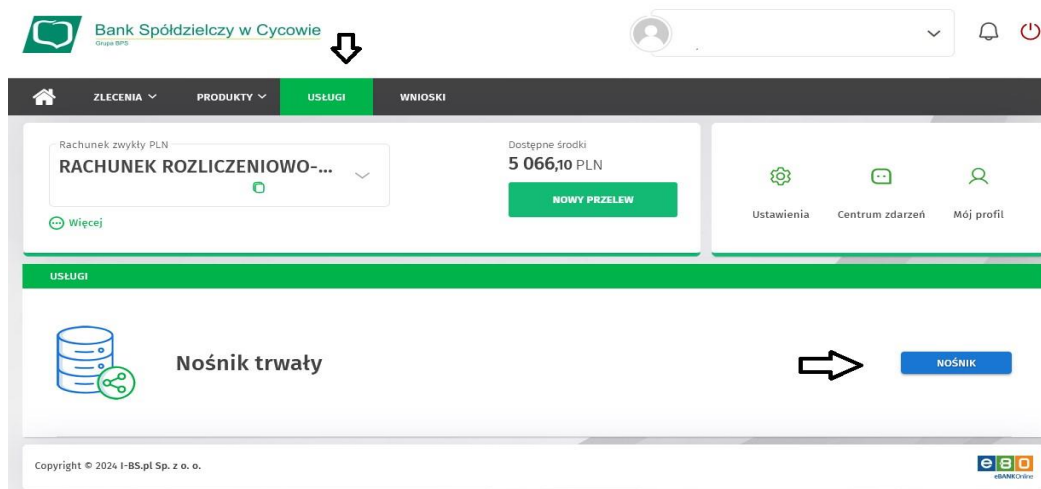 Bank Spółdzielczy w Cycowie
Grupa BPS
ZLECENIA
PRODUKTY
USŁUGI
WNIOSKI
Rachunek zwykły PLN
RACHUNEK ROZLICZENIOWO-...
Więcej
Dostępne środki
5 066,10 PLN
NOWY PRZELEW
Ustawienia
Centrum zdarzeń
Mój profil
USŁUGI
Nośnik trwały
NOŚNIK
Copyright © 2024 I-BS.pl Sp. z o. o.
eBO
eBANKOnline